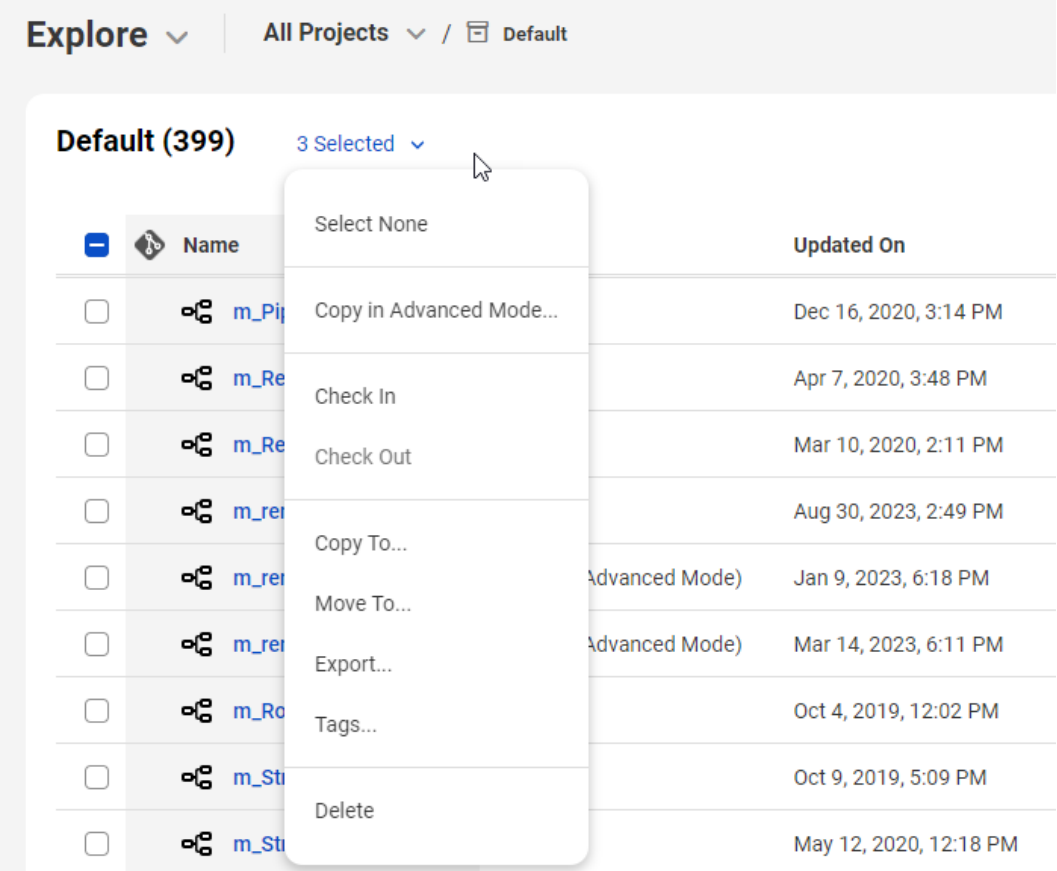 Explore
All Projects / Default
Default (399)
3 Selected
Select None
Copy in Advanced Mode...
Check In
Check Out
Copy To...
Move To...
Export...
Tags...
Delete
Name Updated On
m_Pip Dec 16, 2020, 3:14 PM
m_Re Apr 7, 2020, 3:48 PM
m_Re Mar 10, 2020, 2:11 PM
m_rer Aug 30, 2023, 2:49 PM
m_rer Advanced Mode) Jan 9, 2023, 6:18 PM
m_rer Advanced Mode) Mar 14, 2023, 6:11 PM
m_Ro Oct 4, 2019, 12:02 PM
m_Str Oct 9, 2019, 5:09 PM
m_Str May 12, 2020, 12:18 PM